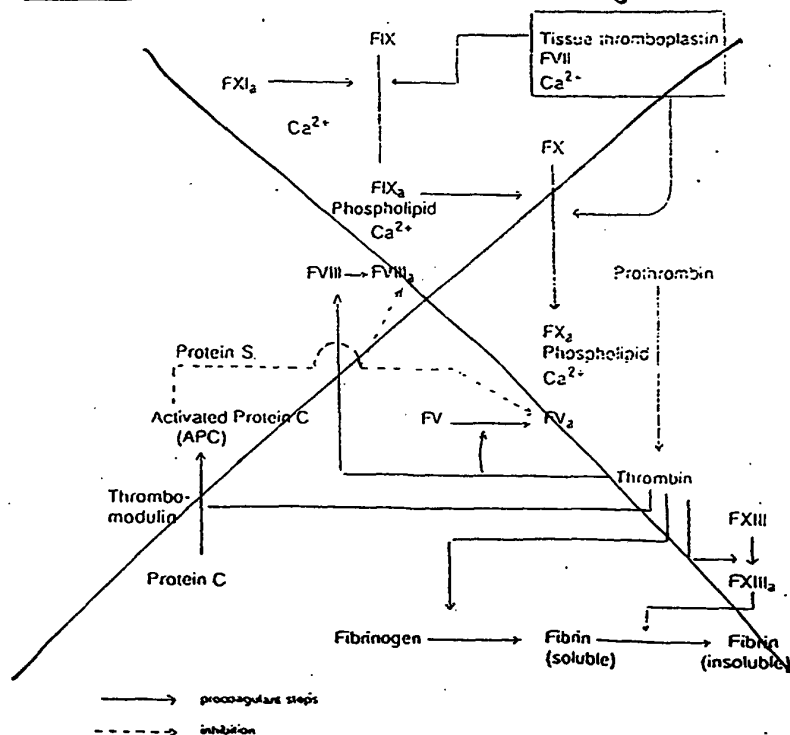 FIX
Tissue thromboplastin
FVII
Ca2+
FXIa
Ca2+
FX
FIXa
Phospholipid
Ca2+
FVIII
FVIIIa
Prothrombin
FXa
Phospholipid
Ca2+
Protein S
Activated Protein C
(APC)
FV
FVa
Thrombin
Thrombo-
modulin
FXIII
Protein C
FXIIIa
Fibrinogen
Fibrin
(soluble)
Fibrin
(insoluble)
procoagulant steps
inhibition